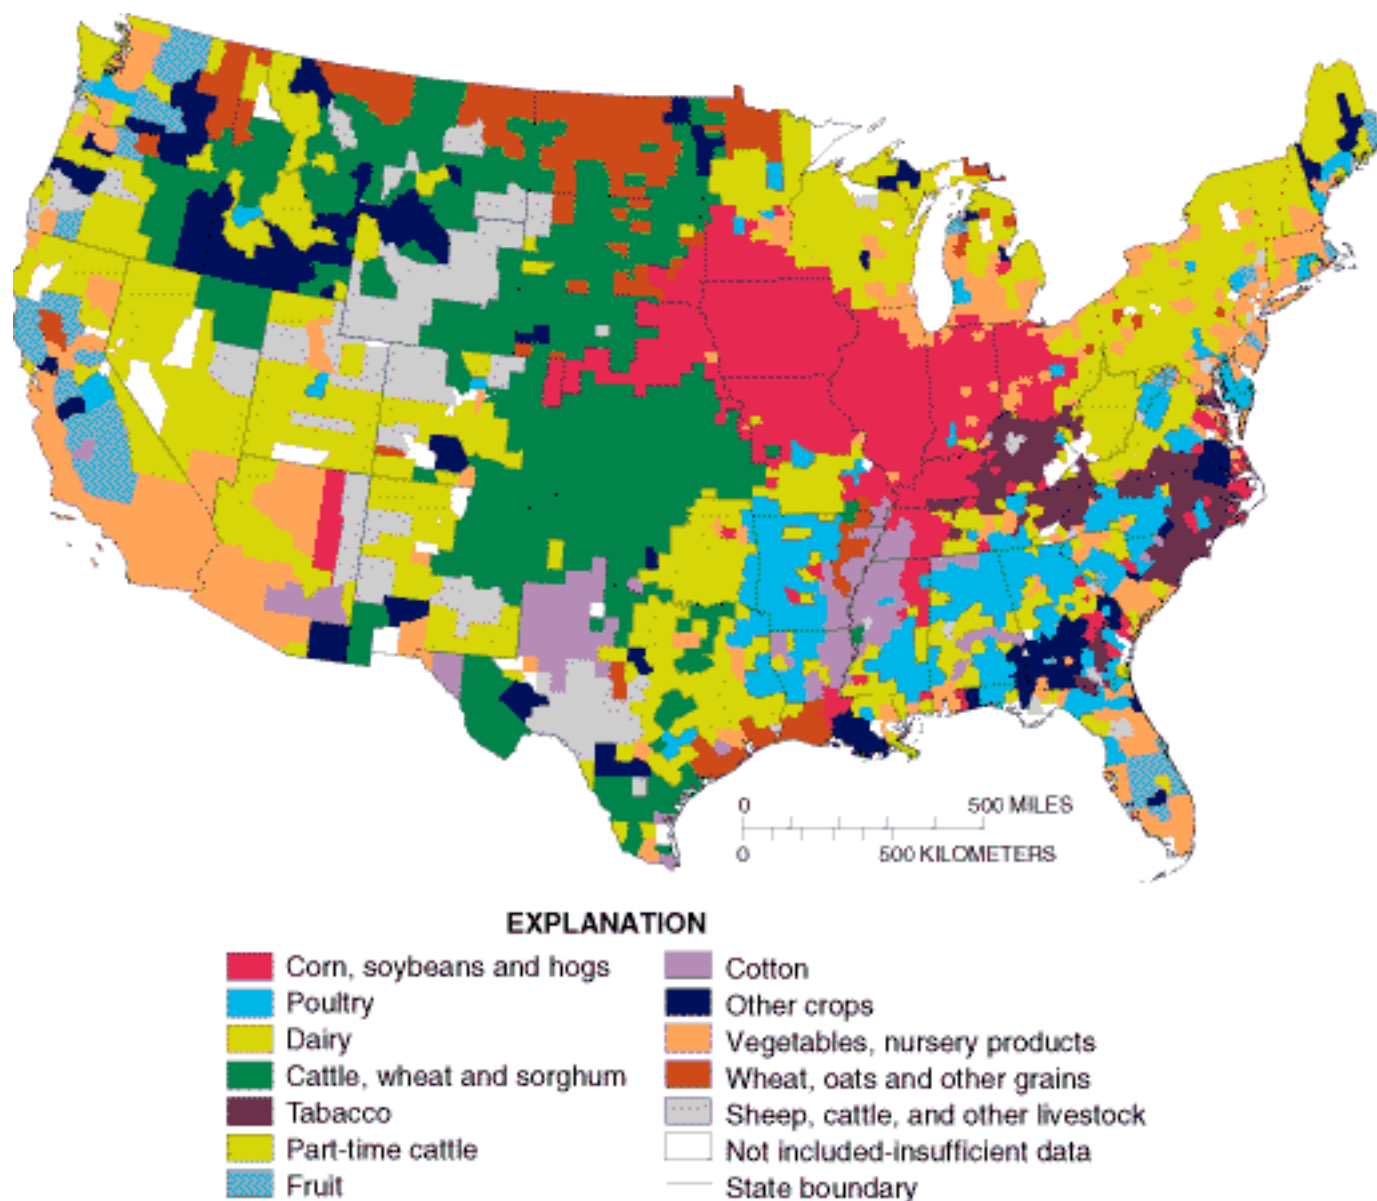 0 500 MILES
0 500 KILOMETERS
EXPLANATION
Corn, soybeans and hogs
Poultry
Dairy
Cattle, wheat and sorghum
Tabacco
Part-time cattle
Fruit
Cotton
Other crops
Vegetables, nursery products
Wheat, oats and other grains
Sheep, cattle, and other livestock
Not included-insufficient data
State boundary